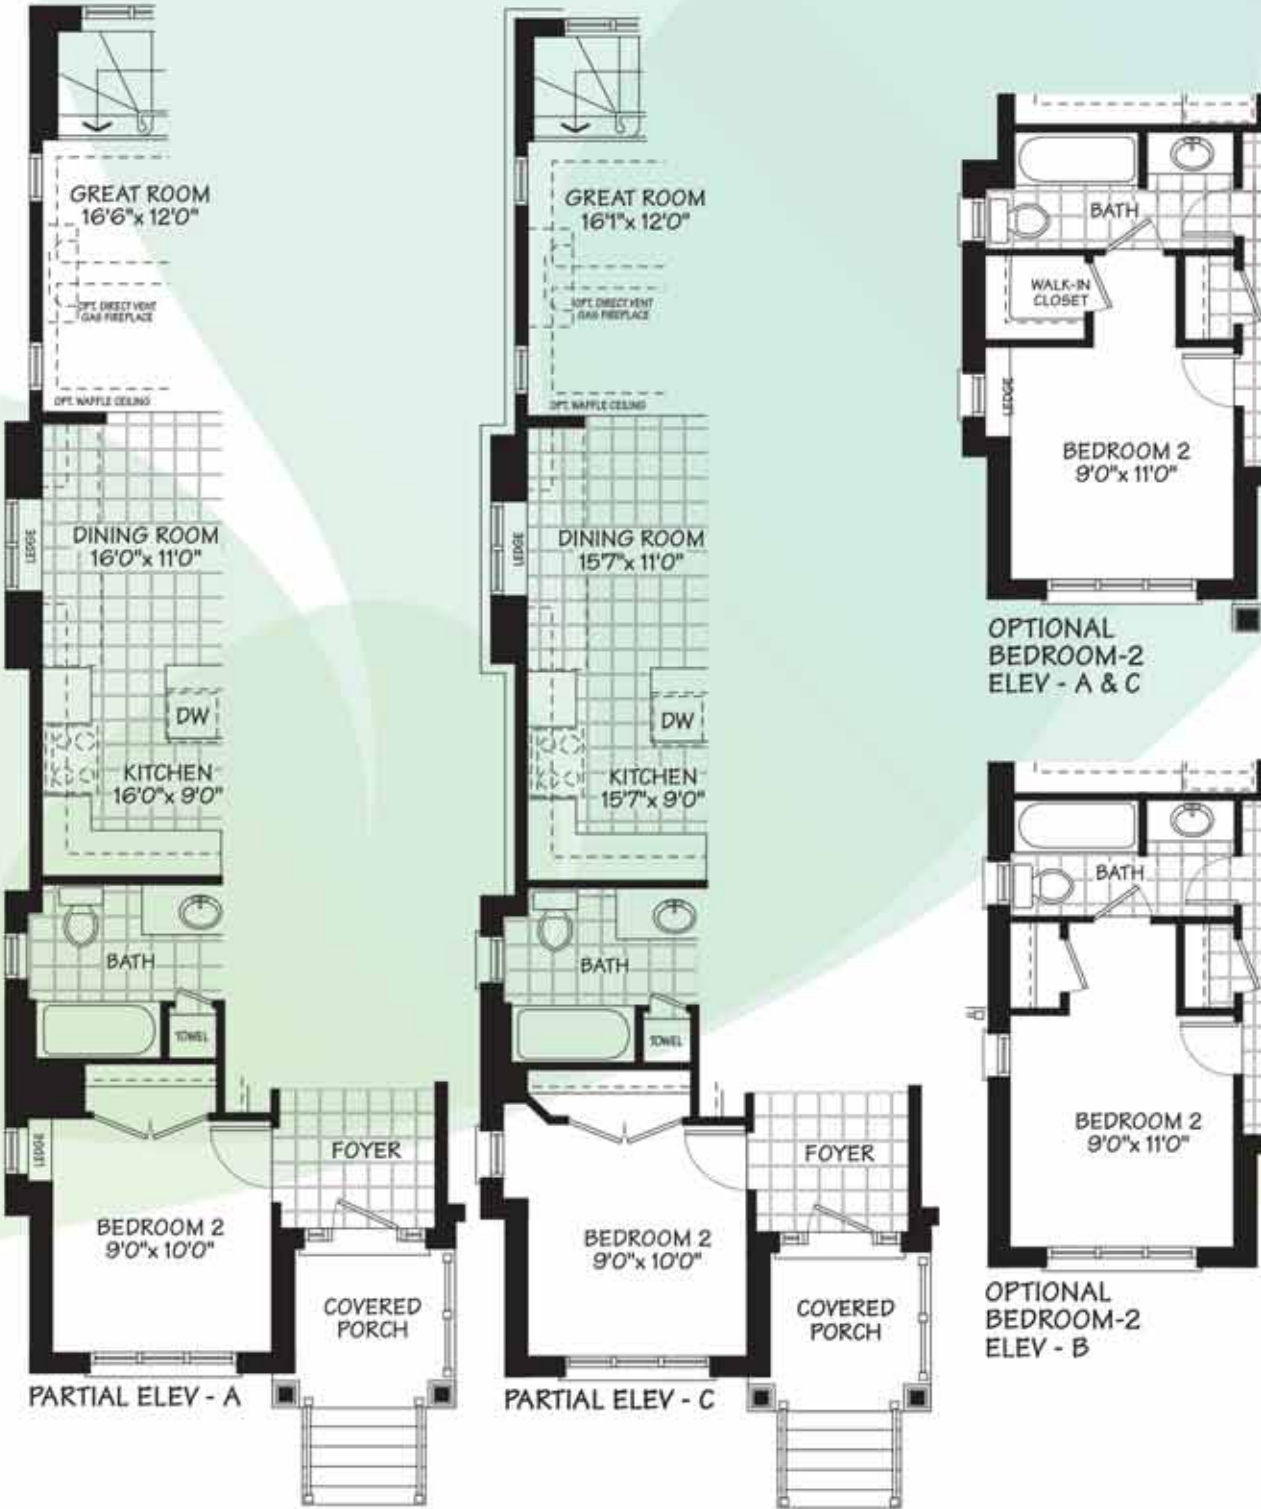 GREAT ROOM
16'6"x 12'0"
OPT. DIRECT VENT
GAS FIREPLACE
OPT. WAFFLE CEILING
DINING ROOM
16'0"x 11'0"
LEDGE
DW
KITCHEN
16'0"x 9'0"
BATH
TOWEL
LEDGE
FOYER
BEDROOM 2
9'0"x 10'0"
COVERED
PORCH
PARTIAL ELEV - A
GREAT ROOM
16'1"x 12'0"
OPT. DIRECT VENT
GAS FIREPLACE
OPT. WAFFLE CEILING
DINING ROOM
15'7"x 11'0"
LEDGE
DW
KITCHEN
15'7"x 9'0"
BATH
TOWEL
FOYER
BEDROOM 2
9'0"x 10'0"
COVERED
PORCH
PARTIAL ELEV - C
BATH
WALK-IN
CLOSET
LEDGE
BEDROOM 2
9'0"x 11'0"
OPTIONAL
BEDROOM-2
ELEV - A & C
BATH
BEDROOM 2
9'0"x 11'0"
OPTIONAL
BEDROOM-2
ELEV - B